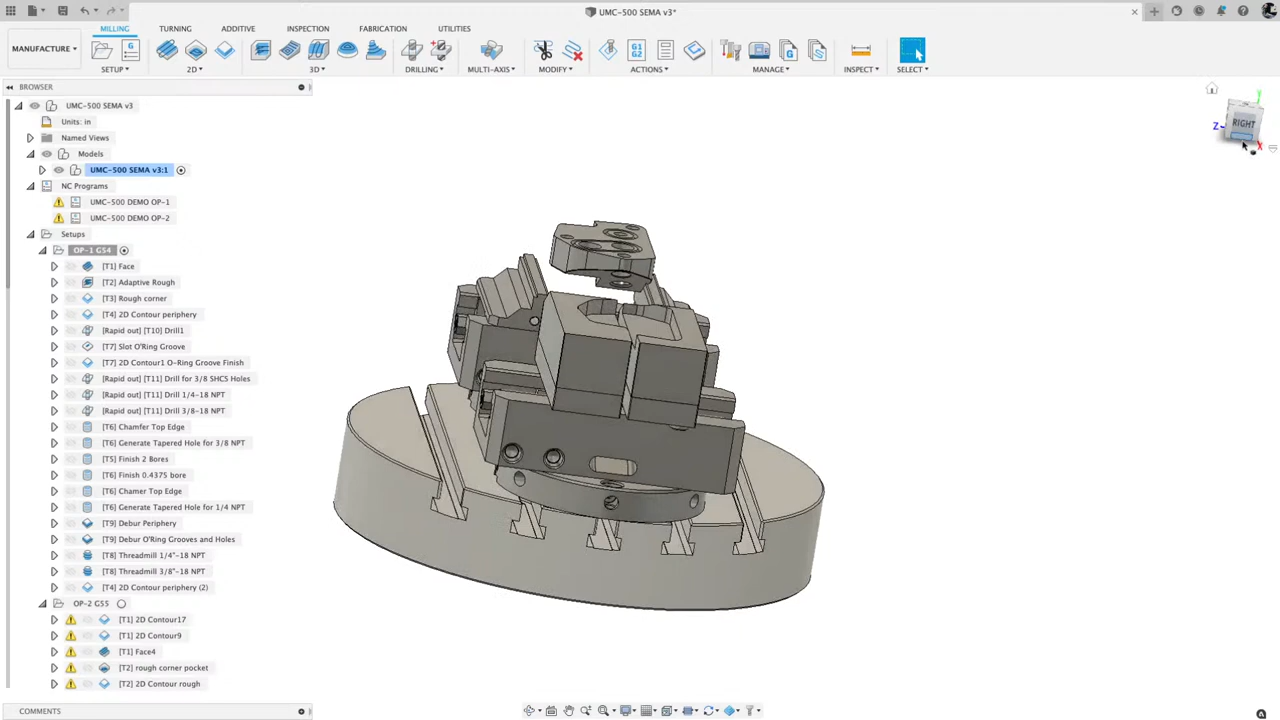 UMC-500 SEMA v3*
MILLING TURNING ADDITIVE INSPECTION FABRICATION UTILITIES
MANUFACTURE
G1
G2
SETUP 2D 3D DRILLING MULTI-AXIS MODIFY ACTIONS MANAGE INSPECT SELECT
BROWSER
UMC-500 SEMA v3
Units: in
Named Views
Models
UMC-500 SEMA v3:1
NC Programs
UMC-500 DEMO OP-1
UMC-500 DEMO OP-2
Setups
OP-1 G54
[T1] Face
[T2] Adaptive Rough
[T3] Rough corner
[T4] 2D Contour periphery
[Rapid out] [T10] Drill1
[T7] Slot O'Ring Groove
[T7] 2D Contour1 O-Ring Groove Finish
[Rapid out] [T11] Drill for 3/8 SHCS Holes
[Rapid out] [T11] Drill 1/4-18 NPT
[Rapid out] [T11] Drill 3/8-18 NPT
[T6] Chamfer Top Edge
[T6] Generate Tapered Hole for 3/8 NPT
[T5] Finish 2 Bores
[T6] Finish 0.4375 bore
[T6] Chamer Top Edge
[T6] Generate Tapered Hole for 1/4 NPT
[T9] Debur Periphery
[T9] Debur O'Ring Grooves and Holes
[T8] Threadmill 1/4"-18 NPT
[T8] Threadmill 3/8"-18 NPT
[T4] 2D Contour periphery (2)
OP-2 G55
[T1] 2D Contour17
[T1] 2D Contour9
[T1] Face4
[T2] rough corner pocket
[T2] 2D Contour rough
COMMENTS
RIGHT
Z
X